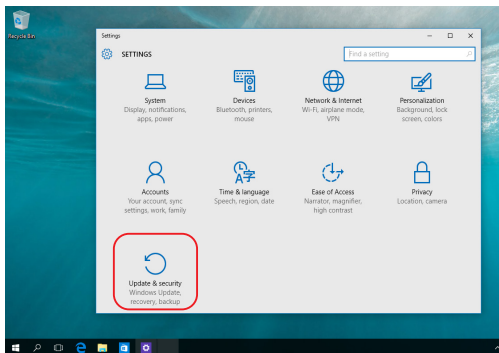 Recycle Bin
Settings
SETTINGS
Find a setting
System
Display, notifications,
apps, power
Devices
Bluetooth, printers,
mouse
Network & Internet
Wi-Fi, airplane mode,
VPN
Personalization
Background, lock
screen, colors
Accounts
Your account, sync
settings, work, family
Time & language
Speech, region, date
Ease of Access
Narrator, magnifier,
high contrast
Privacy
Location, camera
Update & security
Windows Update,
recovery, backup